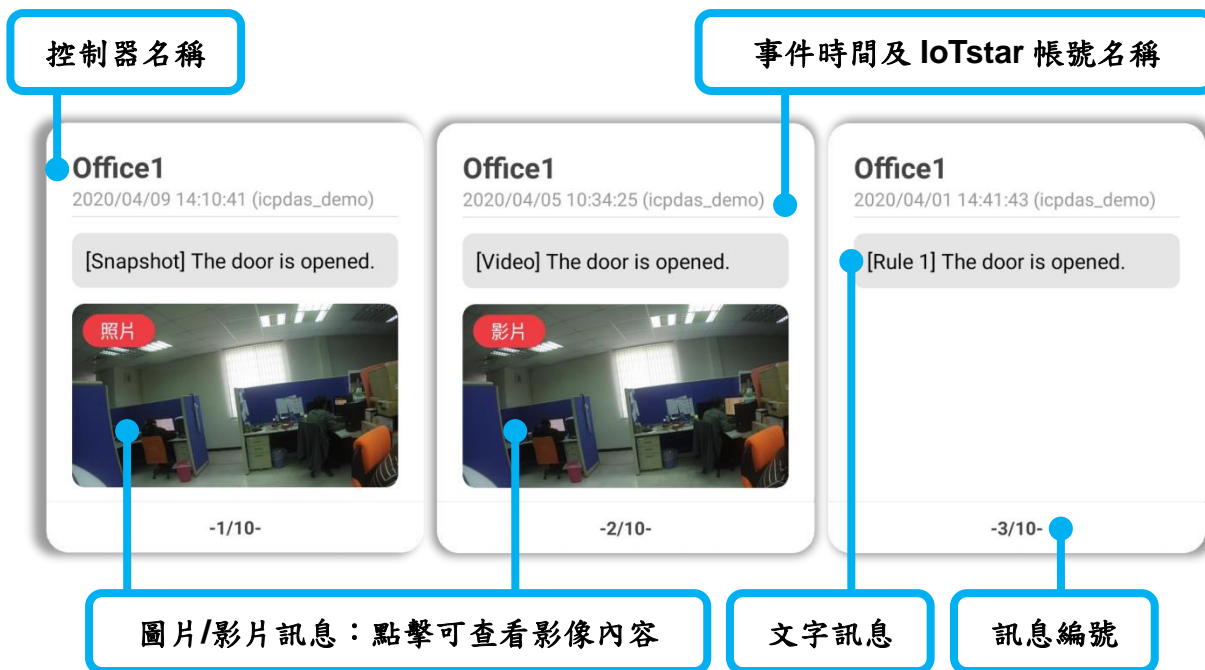 控制器名稱
事件時間及 IoTstar 帳號名稱
Office1
2020/04/09 14:10:41 (icpdas_demo)
[Snapshot] The door is opened.
照片
-1/10-
Office1
2020/04/05 10:34:25 (icpdas_demo)
[Video] The door is opened.
影片
-2/10-
Office1
2020/04/01 14:41:43 (icpdas_demo)
[Rule 1] The door is opened.
-3/10-
圖片/影片訊息：點擊可查看影像內容
文字訊息
訊息編號